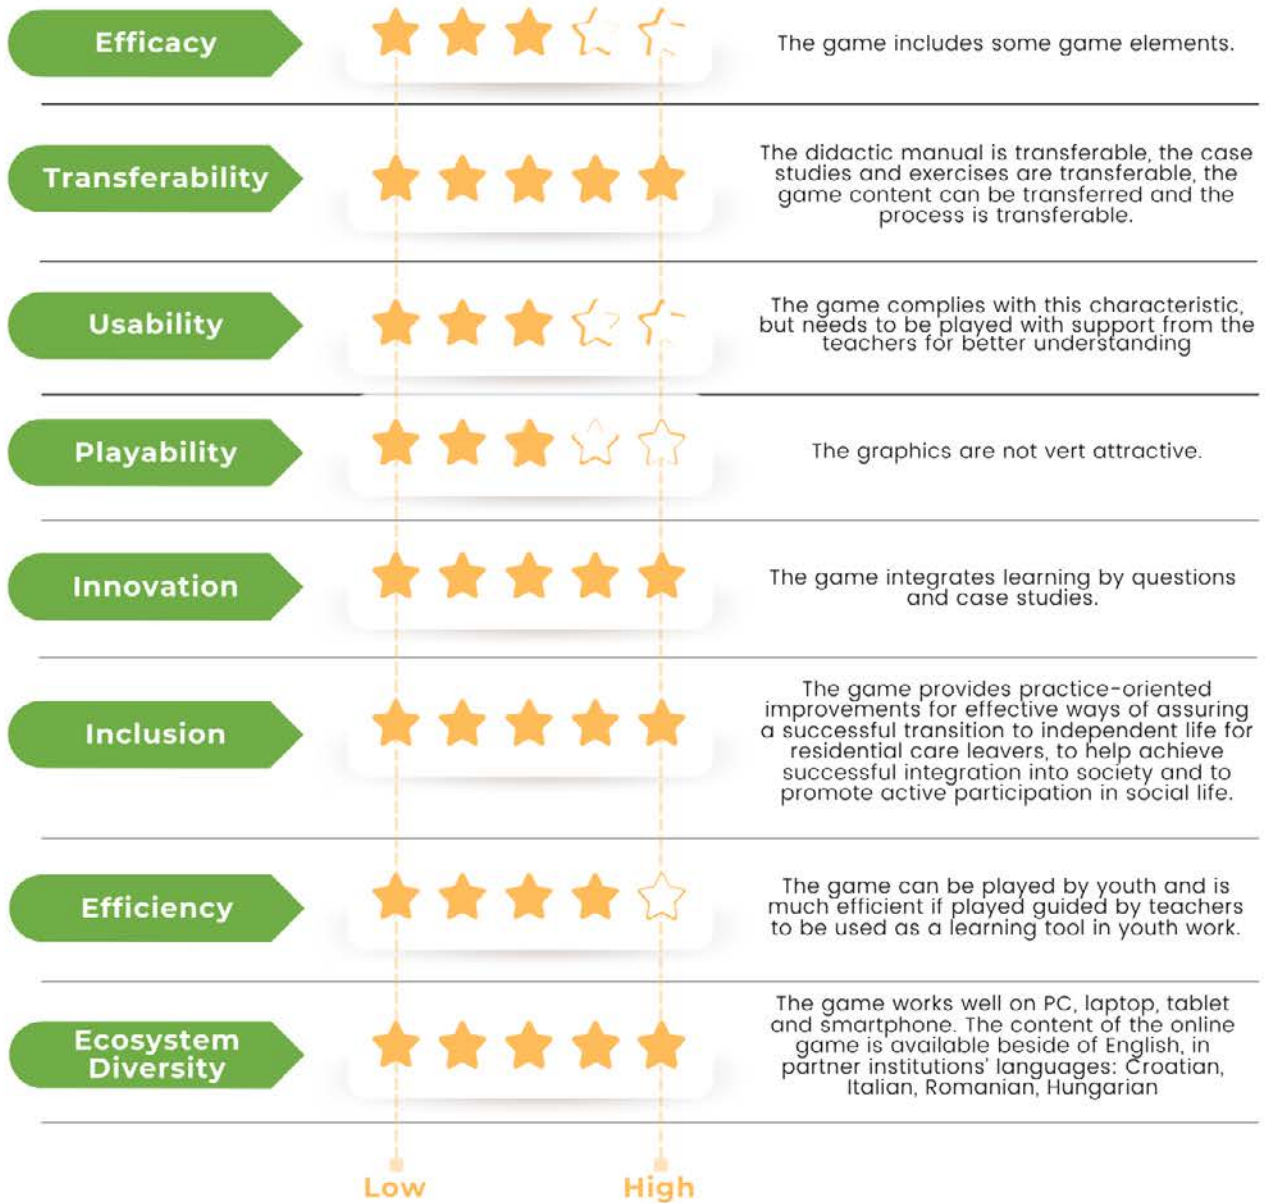 Efficacy
The game includes some game elements.
Transferability
The didactic manual is transferable, the case
studies and exercises are transferable, the
game content can be transferred and the
process is transferable.
Usability
The game complies with this characteristic,
but needs to be played with support from the
teachers for better understanding
Playability
The graphics are not vert attractive.
Innovation
The game integrates learning by questions
and case studies.
Inclusion
The game provides practice-oriented
improvements for effective ways of assuring
a successful transition to independent life for
residential care leavers, to help achieve
successful integration into society and to
promote active participation in social life.
Efficiency
The game can be played by youth and is
much efficient if played guided by teachers
to be used as a learning tool in youth work.
Ecosystem
Diversity
The game works well on PC, laptop, tablet
and smartphone. The content of the online
game is available beside of English, in
partner institutions' languages: Croatian,
Italian, Romanian, Hungarian
Low
High